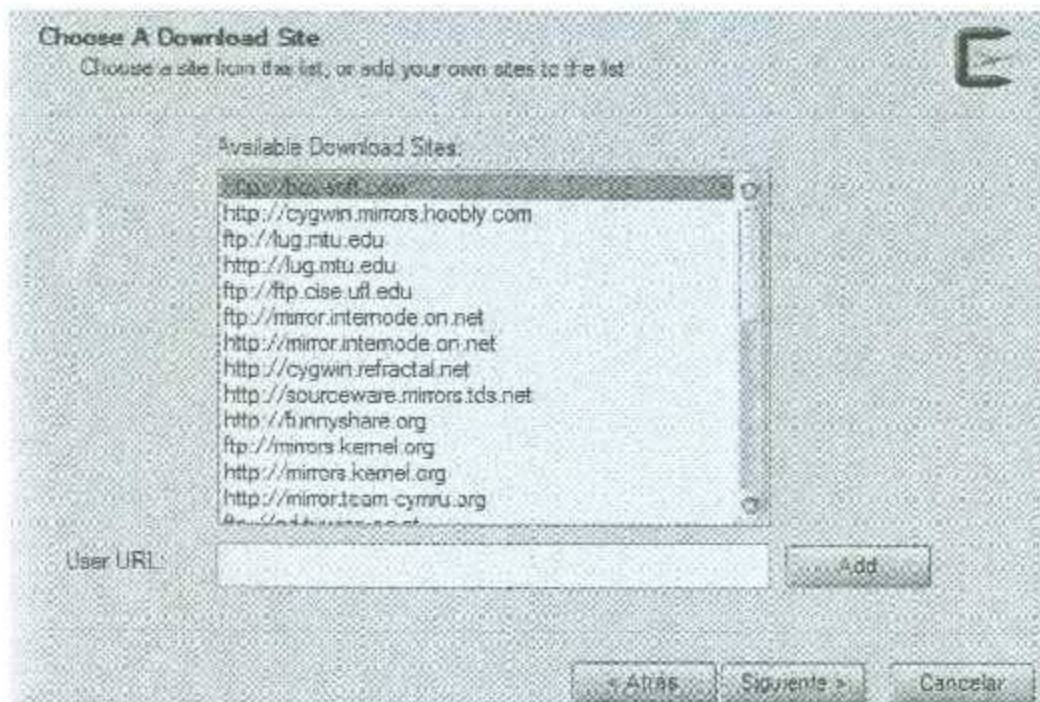 Choose A Download Site
Choose a site from this list, or add your own sites to the list
Available Download Sites:
http://cygwin.mirrors.hoobly.com
ftp://lug.mtu.edu
http://lug.mtu.edu
ftp://ftp.cise.ufl.edu
ftp://mirror.internode.on.net
http://mirror.internode.on.net
http://cygwin.refractal.net
http://sourceware.mirrors.tds.net
http://funnyshare.org
ftp://mirrors.kernel.org
http://mirrors.kernel.org
http://mirror.team-cymru.org
User URL:
Add
< Atrás
Siguiente >
Cancelar